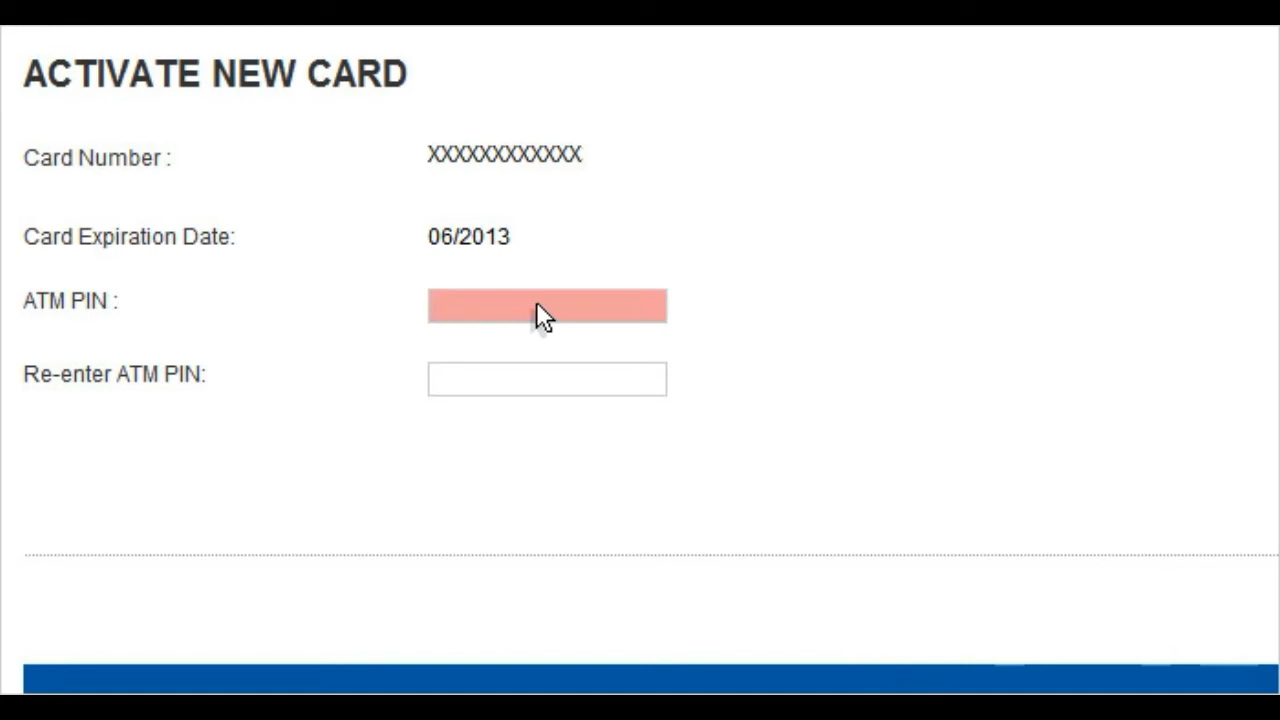 ACTIVATE NEW CARD
Card Number : XXXXXXXXXXXX
Card Expiration Date: 06/2013
ATM PIN :
Re-enter ATM PIN: